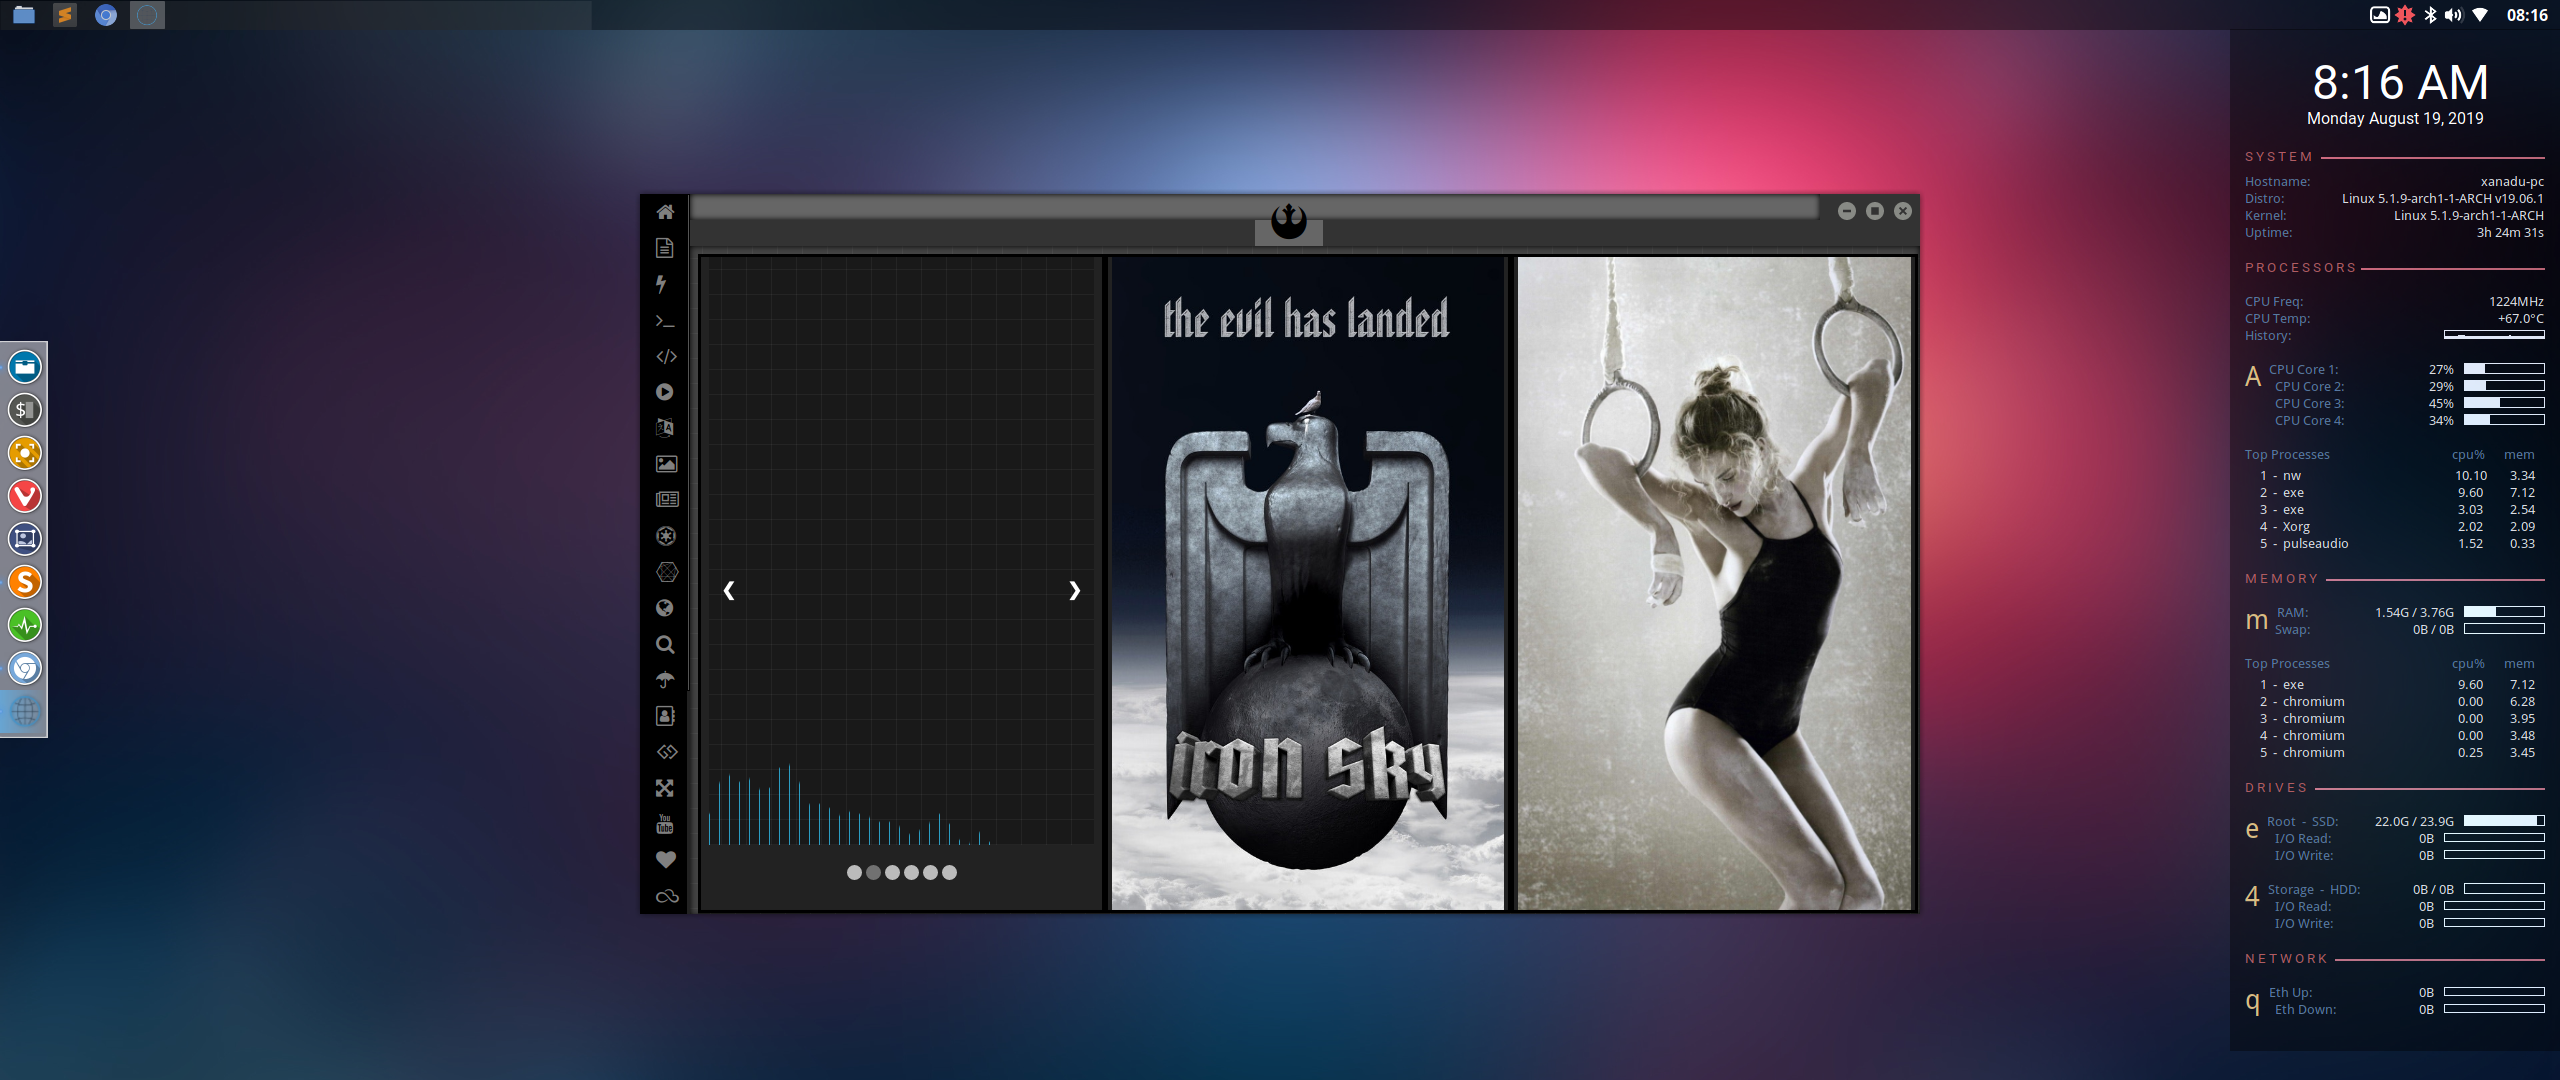 08:16
8:16 AM
Monday August 19, 2019
SYSTEM
Hostname: xanadu-pc
Distro: Linux 5.1.9-arch1-1-ARCH v19.06.1
Kernel: Linux 5.1.9-arch1-1-ARCH
Uptime: 3h 24m 31s
PROCESSORS
CPU Freq: 1224MHz
CPU Temp: +67.0°C
History:
A CPU Core 1: 27%
CPU Core 2: 29%
CPU Core 3: 45%
CPU Core 4: 34%
Top Processes cpu% mem
1 - nw 10.10 3.34
2 - exe 9.60 7.12
3 - exe 3.03 2.54
4 - Xorg 2.02 2.09
5 - pulseaudio 1.52 0.33
MEMORY
m RAM: 1.54G / 3.76G
Swap: 0B / 0B
Top Processes cpu% mem
1 - exe 9.60 7.12
2 - chromium 0.00 6.28
3 - chromium 0.00 3.95
4 - chromium 0.00 3.48
5 - chromium 0.25 3.45
DRIVES
e Root - SSD: 22.0G / 23.9G
I/O Read: 0B
I/O Write: 0B
4 Storage - HDD: 0B / 0B
I/O Read: 0B
I/O Write: 0B
NETWORK
q Eth Up: 0B
Eth Down: 0B
the evil has landed
iron sky
You
Tube
$
S